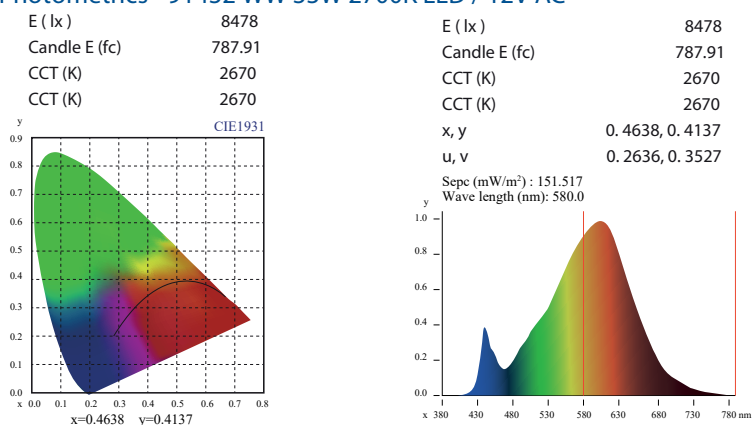 E ( lx ) 8478
Candle E (fc) 787.91
CCT (K) 2670
CCT (K) 2670
y
CIE1931
0.9
0.8
0.7
0.6
0.5
0.4
0.3
0.2
0.1
0.0
x 0.0 0.1 0.2 0.3 0.4 0.5 0.6 0.7 0.8
x=0.4638 y=0.4137
E ( lx ) 8478
Candle E (fc) 787.91
CCT (K) 2670
CCT (K) 2670
x, y 0. 4638, 0. 4137
u, v 0. 2636, 0. 3527
Sepc (mW/m²) : 151.517
Wave length (nm): 580.0
y
1.0
0.8
0.6
0.4
0.2
0.0
x 380 430 480 530 580 630 680 730 780 nm